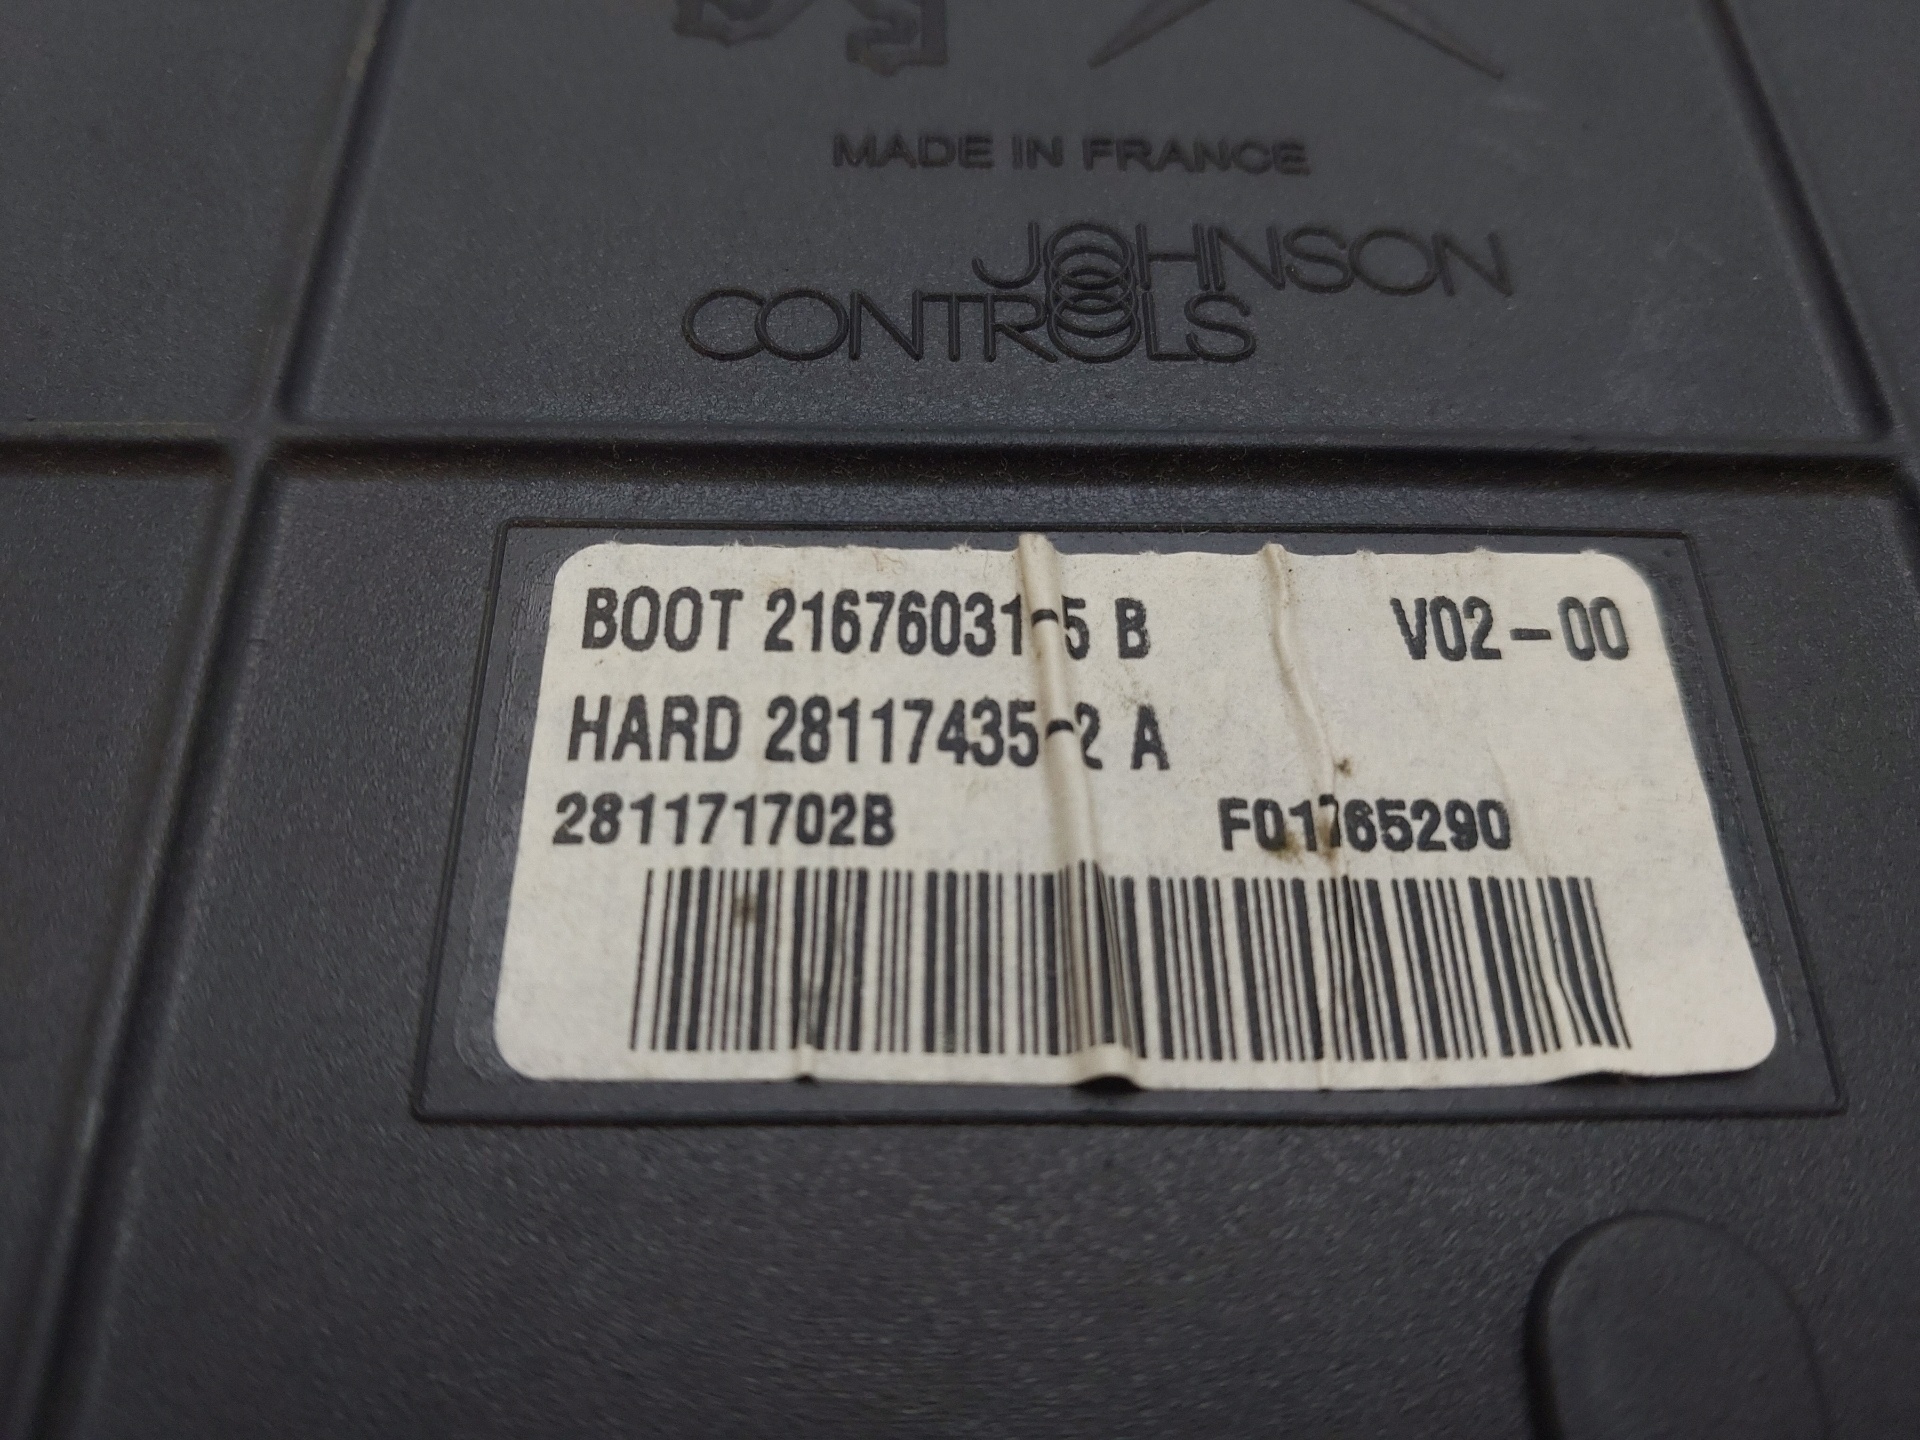 MADE IN FRANCE
JOHNSON
CONTROLS
BOOT 21676031-5 B V02-00
HARD 28117435-2 A
281171702B F01765290